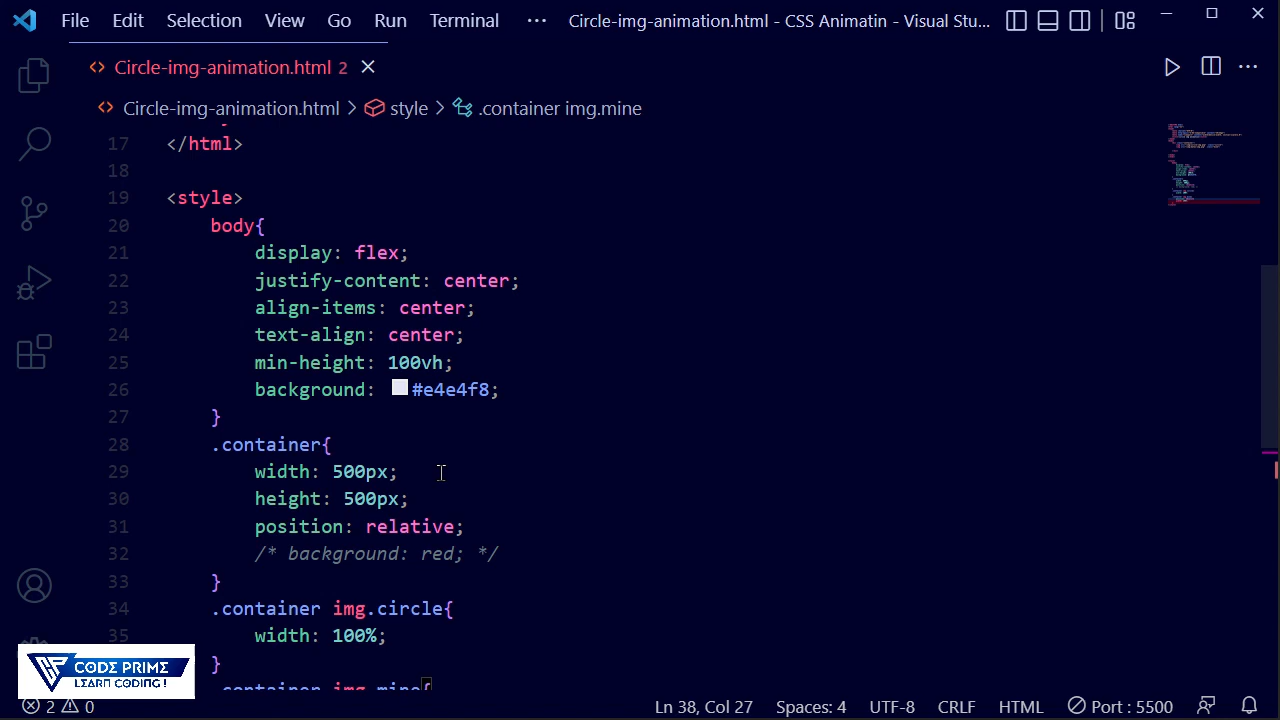 File Edit Selection View Go Run Terminal ··· Circle-img-animation.html - CSS Animatin - Visual Stu...
Circle-img-animation.html 2
Circle-img-animation.html > style > .container img.mine
17 </html>
18
19 <style>
20 body{
21 display: flex;
22 justify-content: center;
23 align-items: center;
24 text-align: center;
25 min-height: 100vh;
26 background: #e4e4f8;
27 }
28 .container{
29 width: 500px;
30 height: 500px;
31 position: relative;
32 /* background: red; */
33 }
34 .container img.circle{
35 width: 100%;
}
.container img.mine{
CODE PRIME
LEARN CODING !
2 0 Ln 38, Col 27 Spaces: 4 UTF-8 CRLF HTML Port : 5500